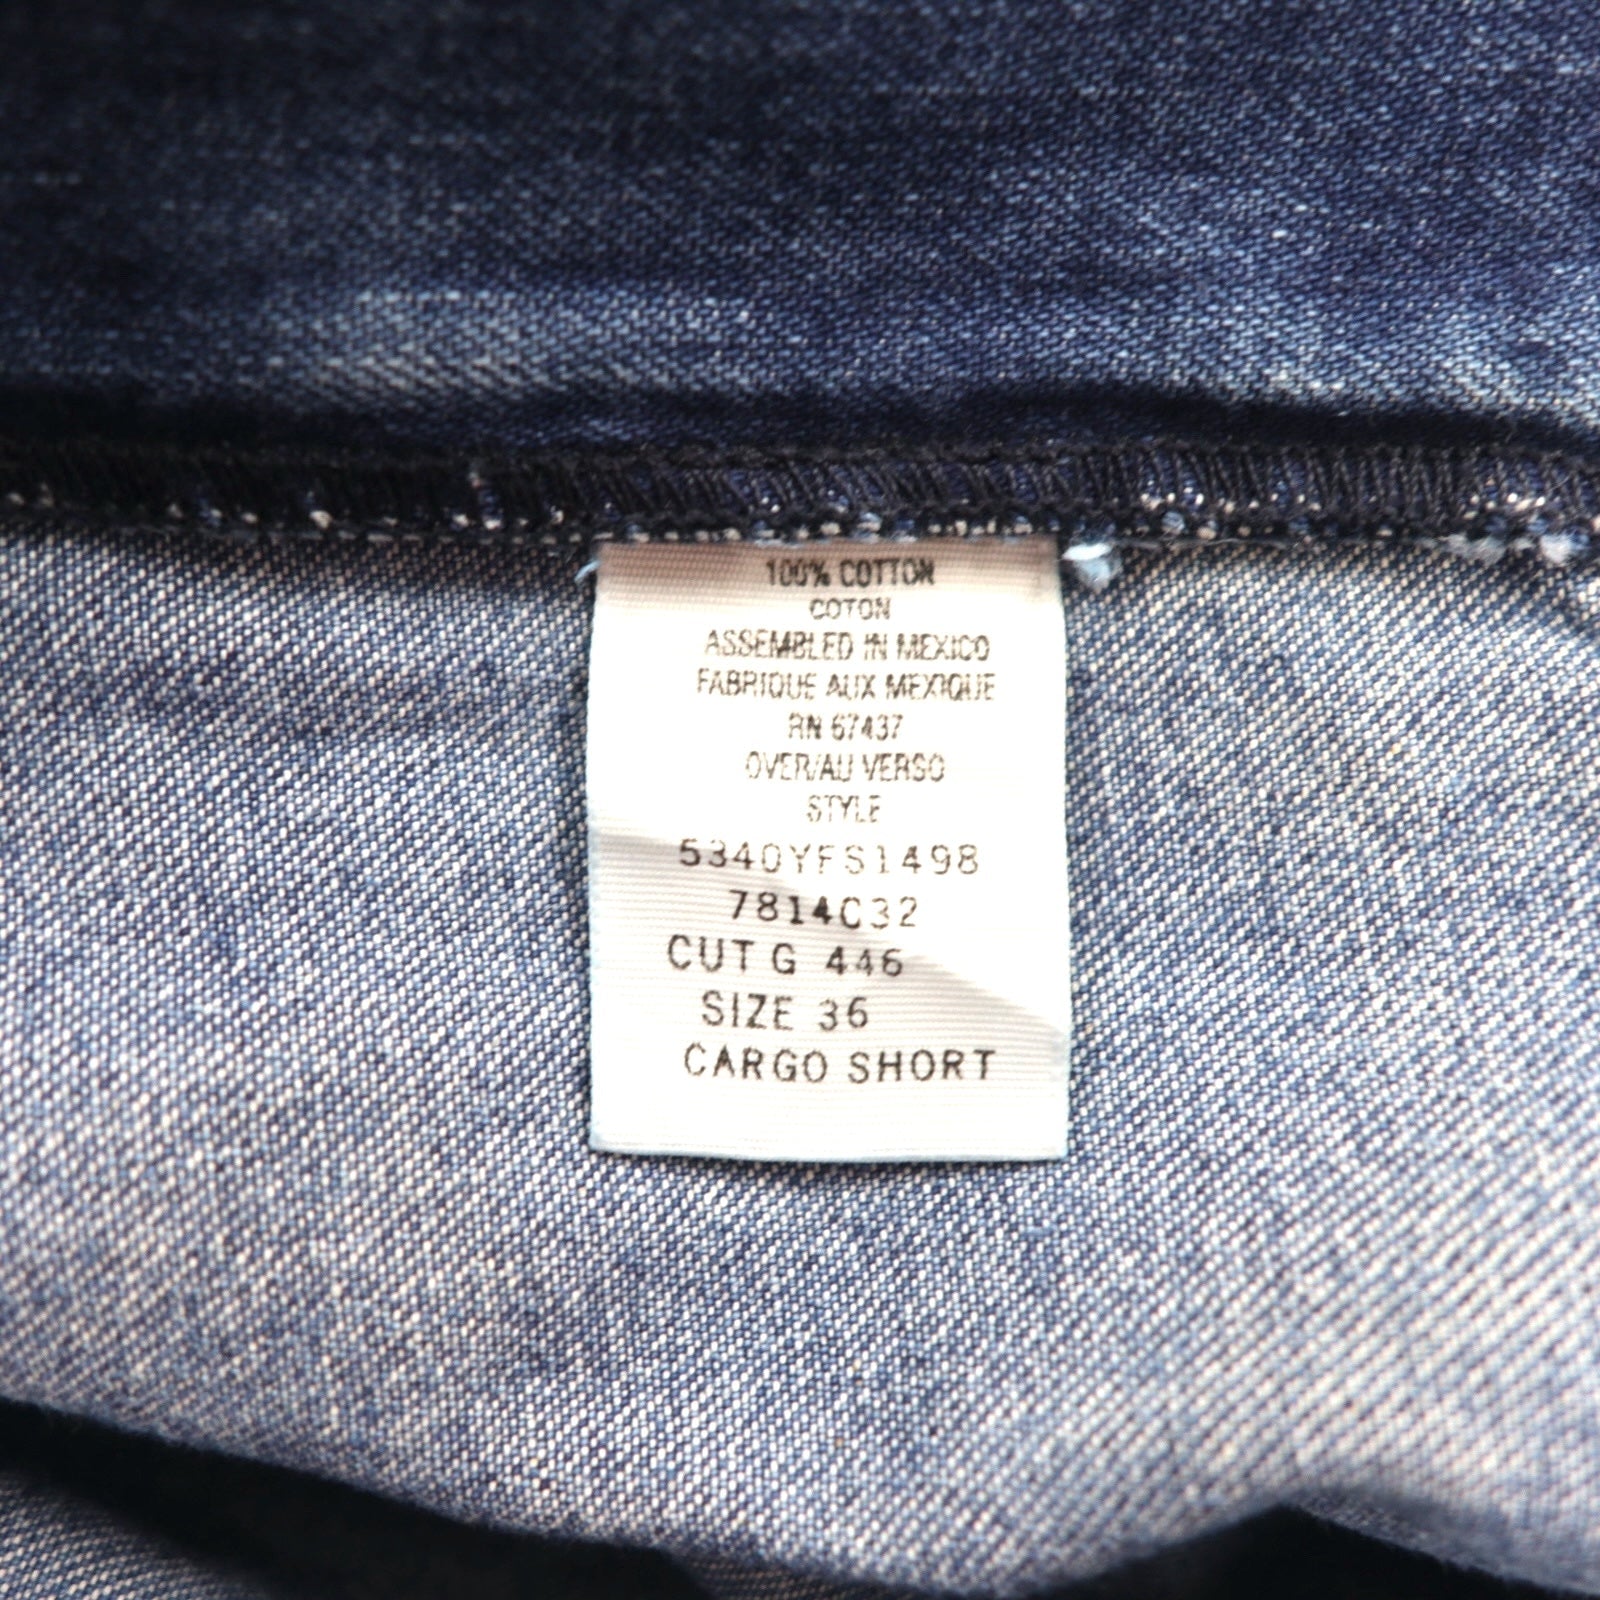 100% COTTON
COTON
ASSEMBLED IN MEXICO
FABRIQUE AUX MEXIQUE
RN 67437
OVER/AU VERSO
STYLE
5340YFS1498
7814C32
CUT G 446
SIZE 36
CARGO SHORT